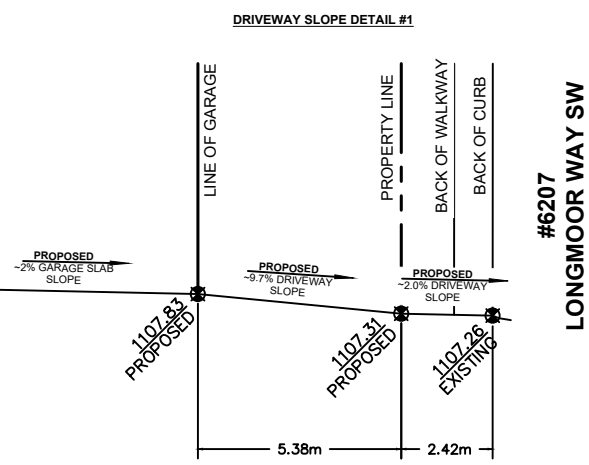 DRIVEWAY SLOPE DETAIL #1
LINE OF GARAGE
PROPERTY LINE
BACK OF WALKWAY
BACK OF CURB
#6207
LONGMOOR WAY SW
PROPOSED
~2% GARAGE SLAB
SLOPE
PROPOSED
~9.7% DRIVEWAY
SLOPE
PROPOSED
~2.0% DRIVEWAY
SLOPE
1107.83
PROPOSED
1107.31
PROPOSED
1107.26
EXISTING
5.38m
2.42m